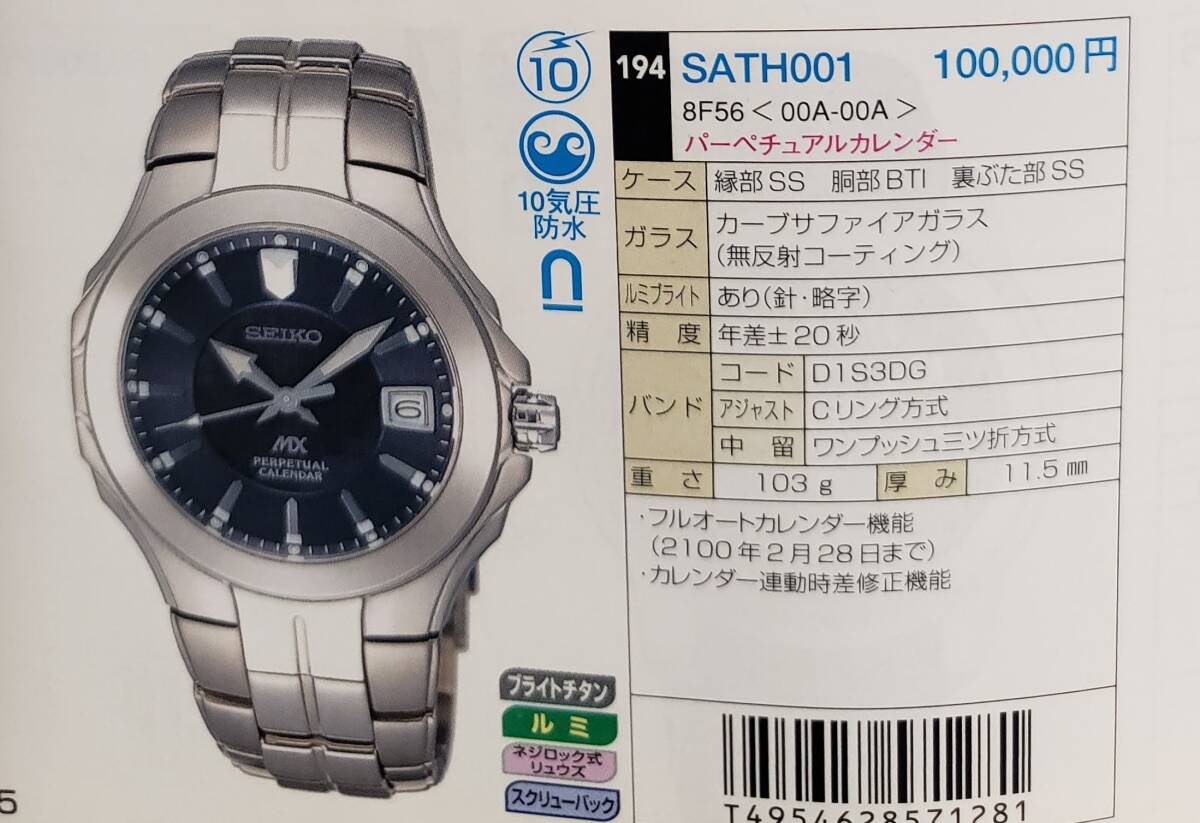 SEIKO
6
MX
PERPETUAL
CALENDAR
5
10
10気圧
防水
194 SATH001 100,000円
8F56<00A-00A>
パーペチュアルカレンダー
ケース 縁部SS 胴部BTI 裏ぶた部SS
ガラス カーブサファイアガラス
(無反射コーティング)
ルミブライト あり(針・略字)
精度 年差±20秒
バンド コード D1S3DG
アジャスト Cリング方式
中留 ワンプッシュ三ツ折方式
重さ 103g 厚み 11.5㎜
・フルオートカレンダー機能
(2100年2月28日まで)
・カレンダー連動時差修正機能
ブライトチタン
ルミ
ネジロック式
リュウズ
スクリューバック
T4954628571281